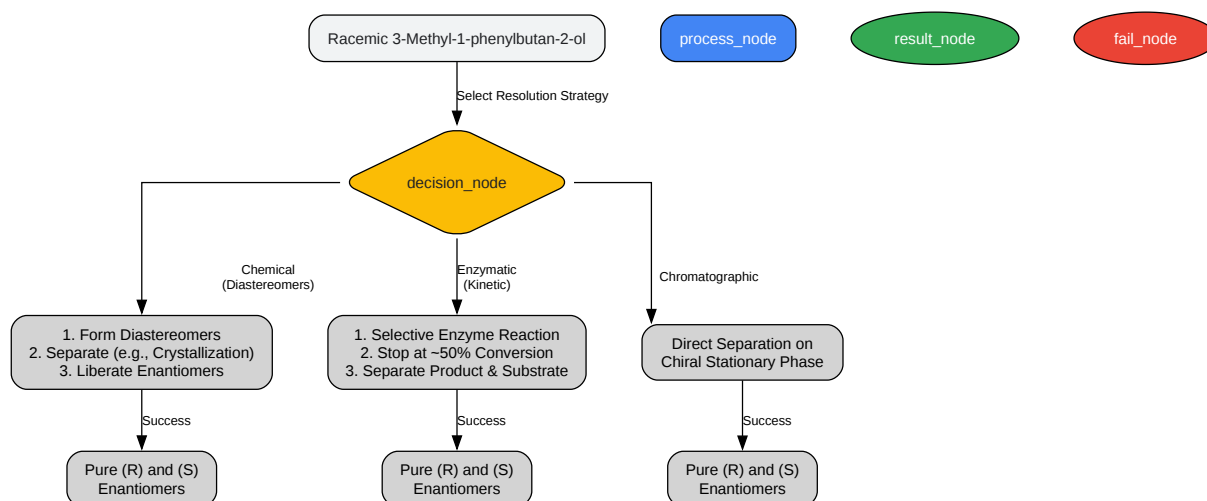 Racemic 3-Methyl-1-phenylbutan-2-ol
process_node
result_node
fail_node
Select Resolution Strategy
decision_node
Chemical
(Diastereomers)
Enzymatic
(Kinetic)
Chromatographic
1. Form Diastereomers
2. Separate (e.g., Crystallization)
3. Liberate Enantiomers
1. Selective Enzyme Reaction
2. Stop at ~50% Conversion
3. Separate Product & Substrate
Direct Separation on
Chiral Stationary Phase
Success
Success
Success
Pure (R) and (S)
Enantiomers
Pure (R) and (S)
Enantiomers
Pure (R) and (S)
Enantiomers